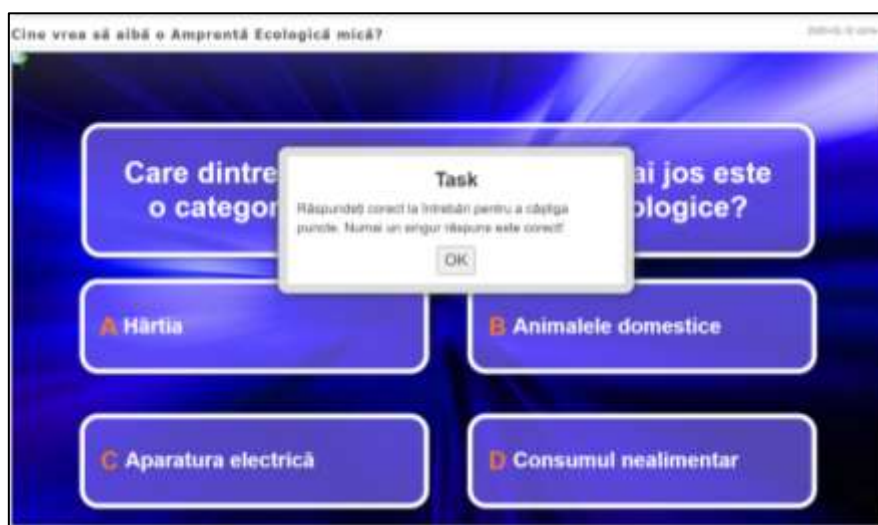 Cine vrea să aibă o Amprentă Ecologică mică?
Care dintre ai jos este
o categor ologice?
Task
Răspundeți corect la întrebări pentru a câștiga
puncte. Numai un singur răspuns este corect!
OK
A Hârtia
B Animalele domestice
C Aparatura electrică
D Consumul nealimentar